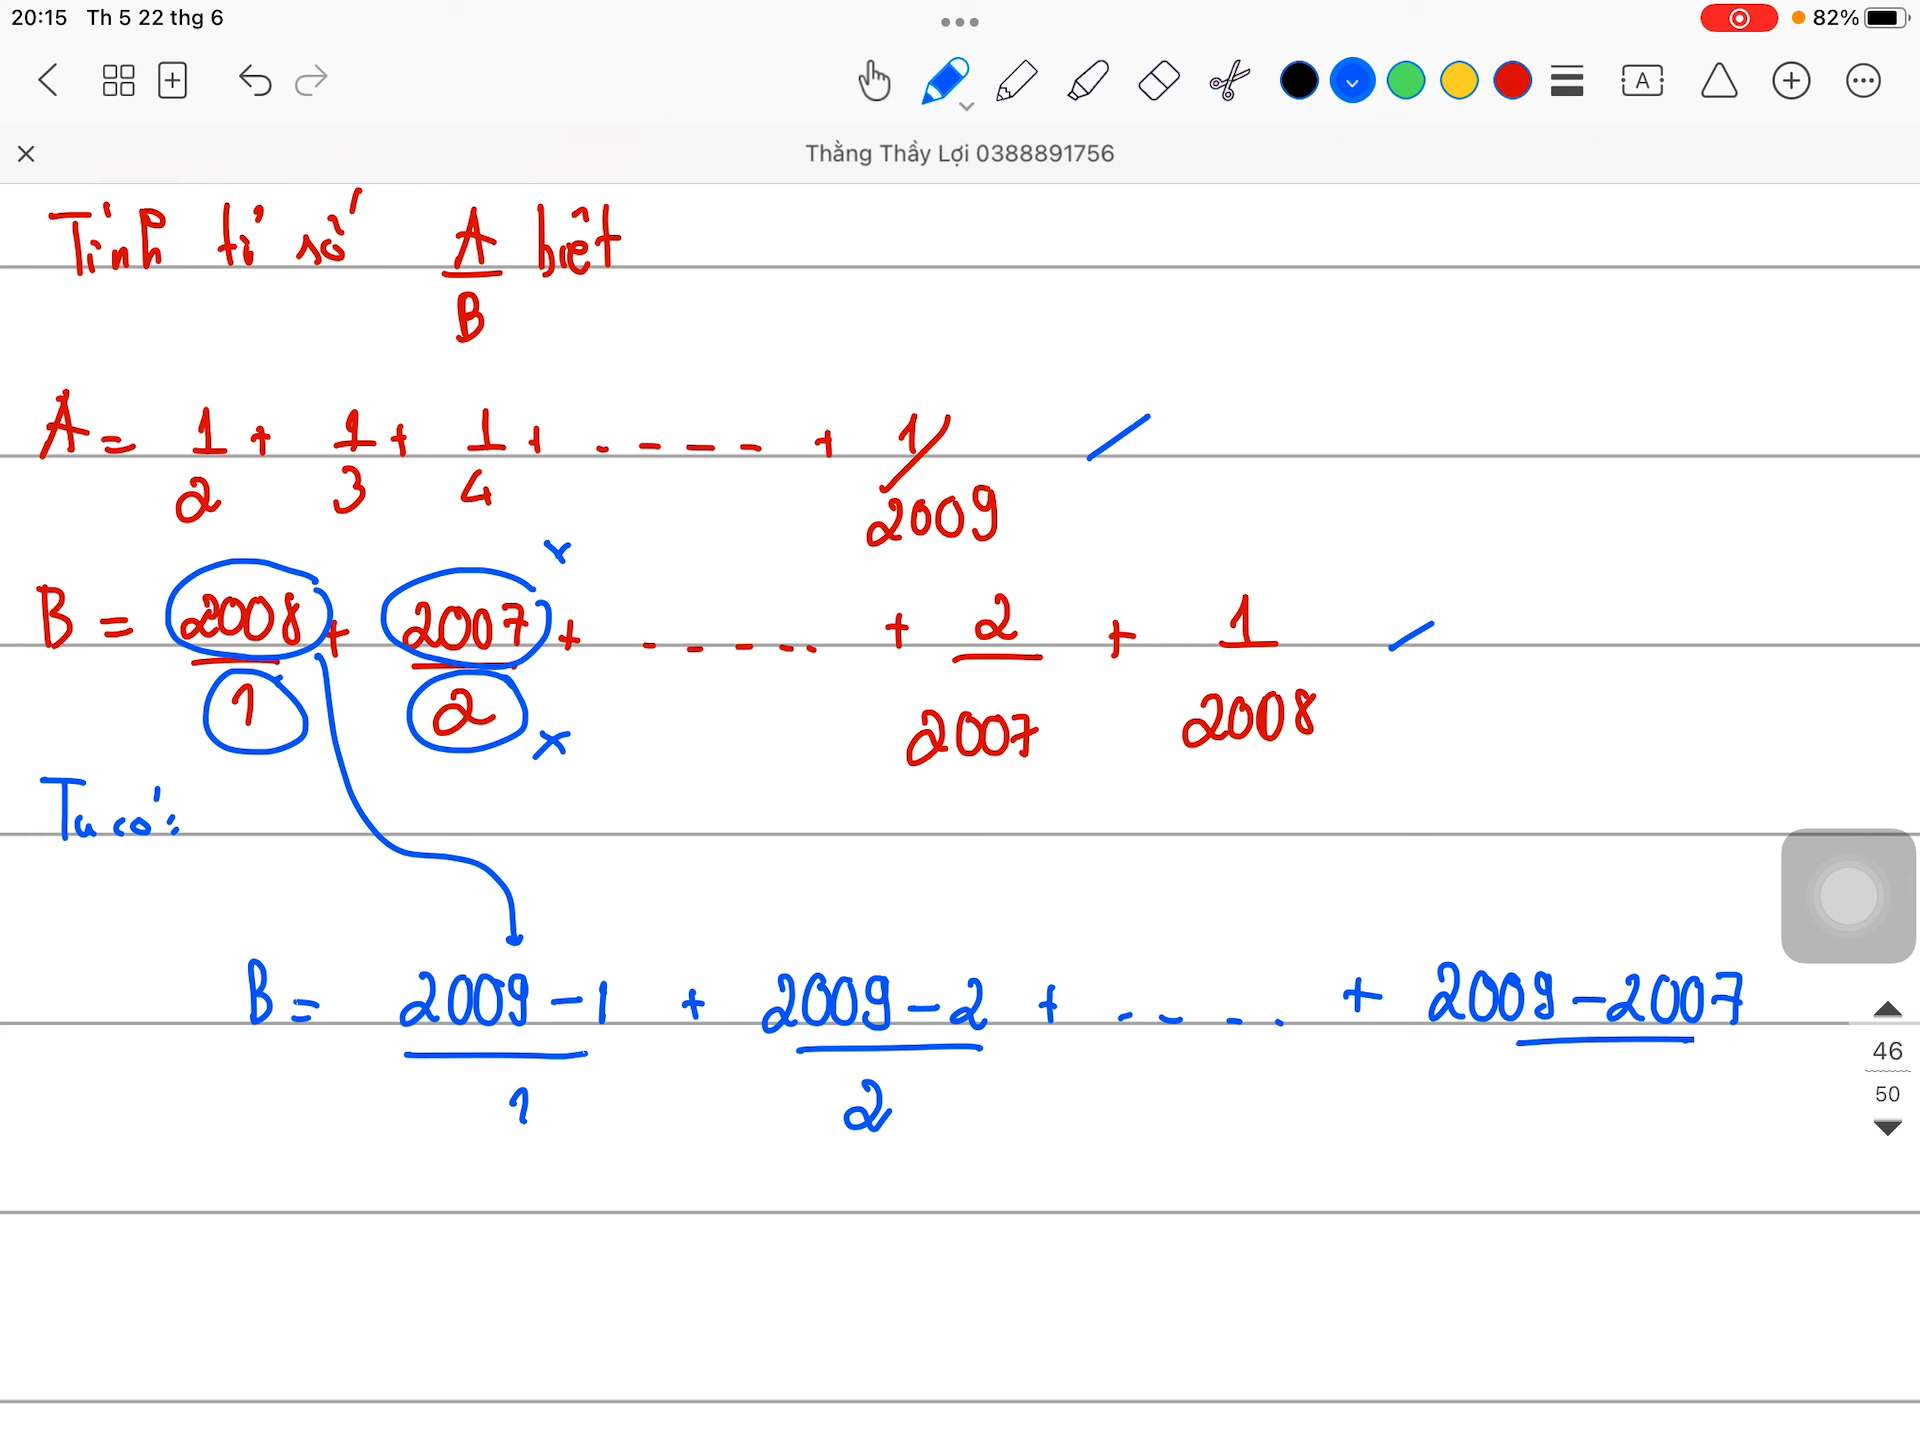 20:15 Th 5 22 thg 6 82%
A
Thằng Thầy Lợi 0388891756
Tính tỉ số A/B biết
A = 1/2 + 1/3 + 1/4 + ----- + 1/2009
B = 2008/1 + 2007/2 + ..... + 2/2007 + 1/2008
Ta có:
B = (2009 - 1)/1 + (2009 - 2)/2 + ..... + 2009 - 2007
46
50